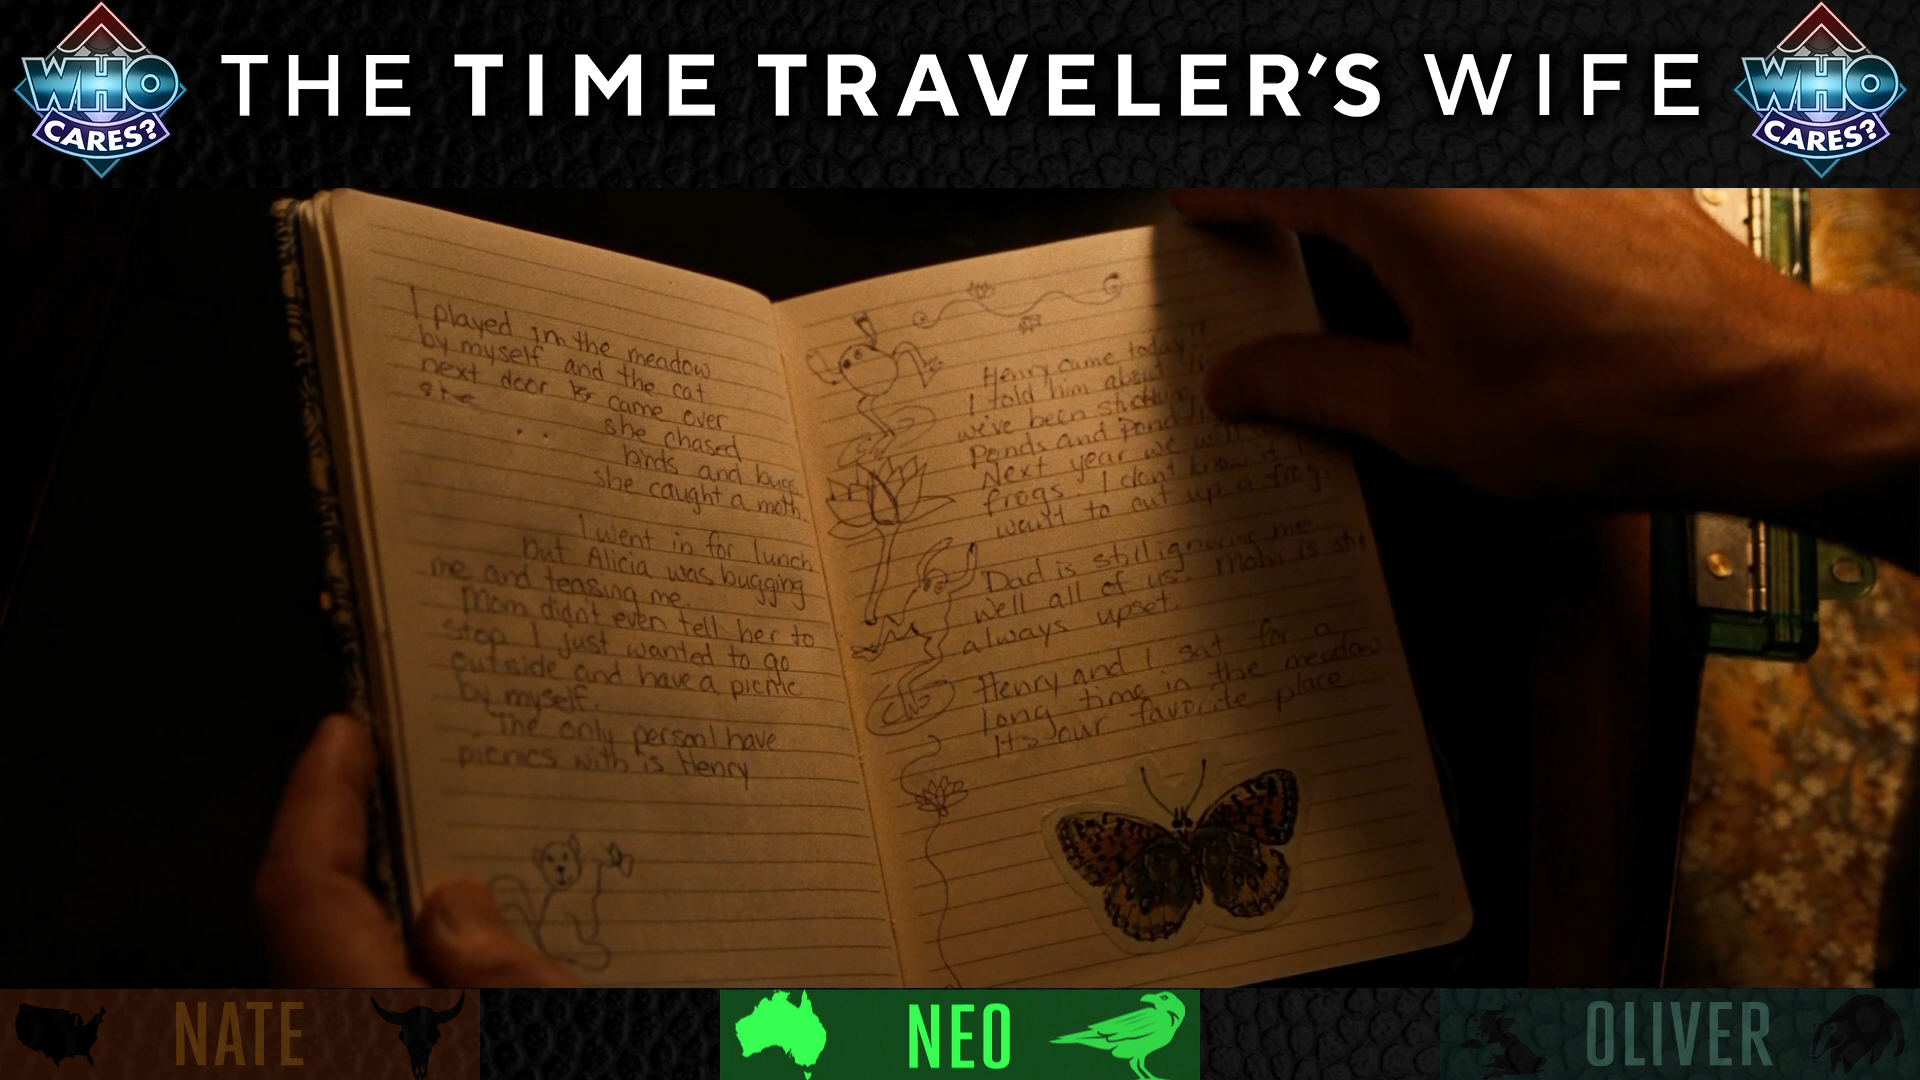 WHO
CARES?
THE TIME TRAVELER'S WIFE
WHO
CARES?
I played in the meadow
by myself and the cat
next door came over
she
she chased
birds and bugs
she caught a moth.
I went in for lunch
but Alicia was bugging
me and teasing me.
Mom didnt even tell her to
stop I just wanted to go
outside and have a picnic
by myself.
The only person I have
picnics with is Henry
Henry came today!!
I told him about
we've been studying
Ponds and pond
Next year we will
frogs. I dont know if I
want to cut up a frog.
Dad is still ignoring me
well all of us. Mom is
always upset.
Henry and I sat for a
long time in the meadow.
It's our favorite place
NATE
NEO
OLIVER